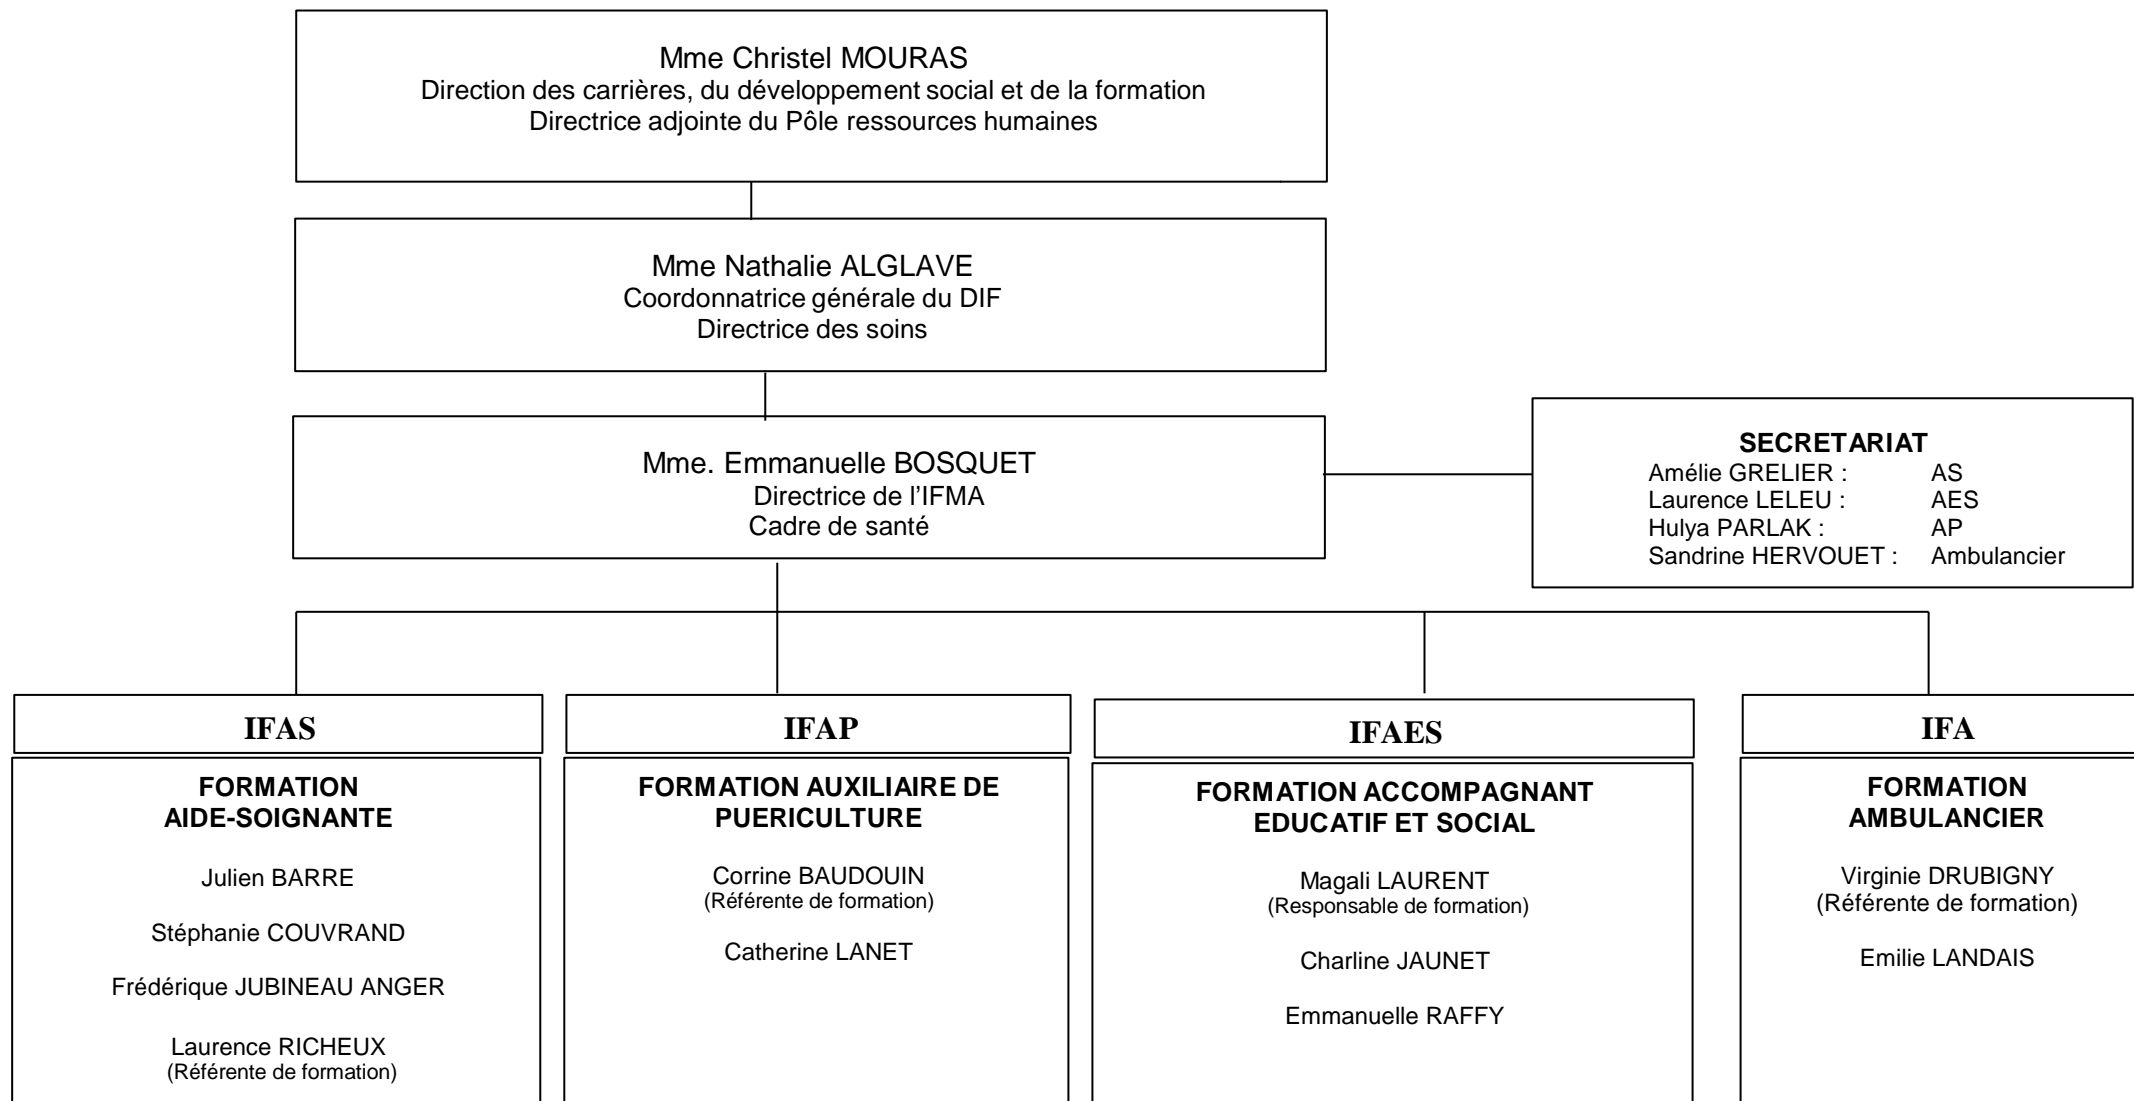 Mme Christel MOURAS
Direction des carrières, du développement social et de la formation
Directrice adjointe du Pôle ressources humaines
Mme Nathalie ALGLAVE
Coordonnatrice générale du DIF
Directrice des soins
Mme. Emmanuelle BOSQUET
Directrice de l'IFMA
Cadre de santé
SECRETARIAT
Amélie GRELIER : AS
Laurence LELEU : AES
Hulya PARLAK : AP
Sandrine HERVOUET : Ambulancier
IFAS
FORMATION
AIDE-SOIGNANTE
Julien BARRE
Stéphanie COUVRAND
Frédérique JUBINEAU ANGER
Laurence RICHEUX
(Référente de formation)
IFAP
FORMATION AUXILIAIRE DE
PUERICULTURE
Corrine BAUDOUIN
(Référente de formation)
Catherine LANET
IFAES
FORMATION ACCOMPAGNANT
EDUCATIF ET SOCIAL
Magali LAURENT
(Responsable de formation)
Charline JAUNET
Emmanuelle RAFFY
IFA
FORMATION
AMBULANCIER
Virginie DRUBIGNY
(Référente de formation)
Emilie LANDAIS